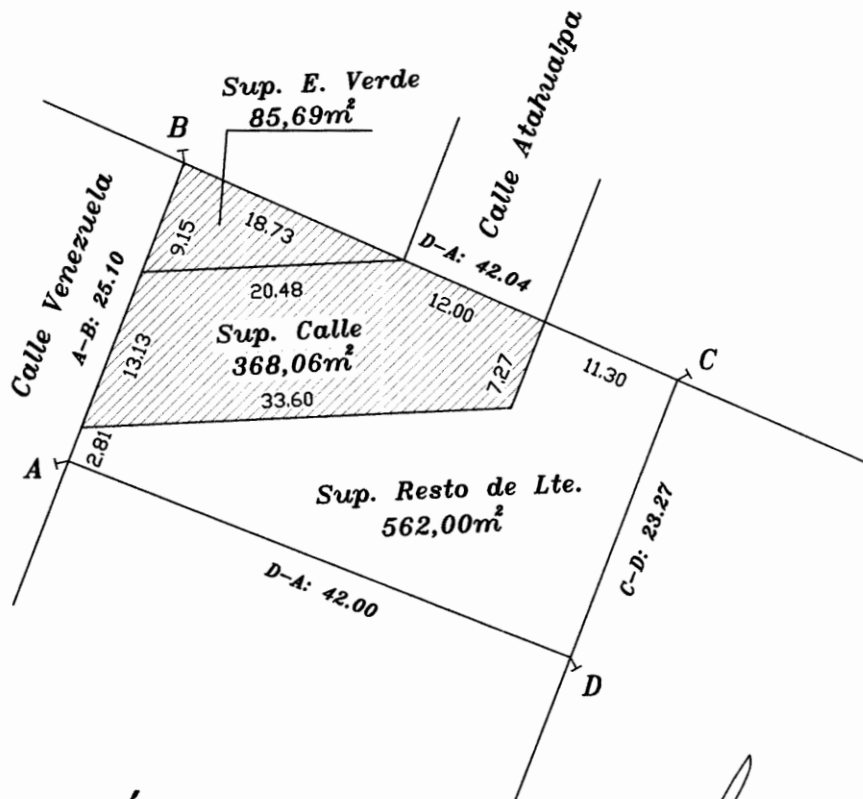 Sup. E. Verde
85,69m²
Calle Atahualpa
B
Calle Venezuela
A-B: 25.10
9.15
18.73
D-A: 42.04
20.48
12.00
Sup. Calle
368,06m²
13.13
7.27
11.30
C
33.60
2.81
A
Sup. Resto de Lte.
562,00m²
C-D: 23.27
D-A: 42.00
D